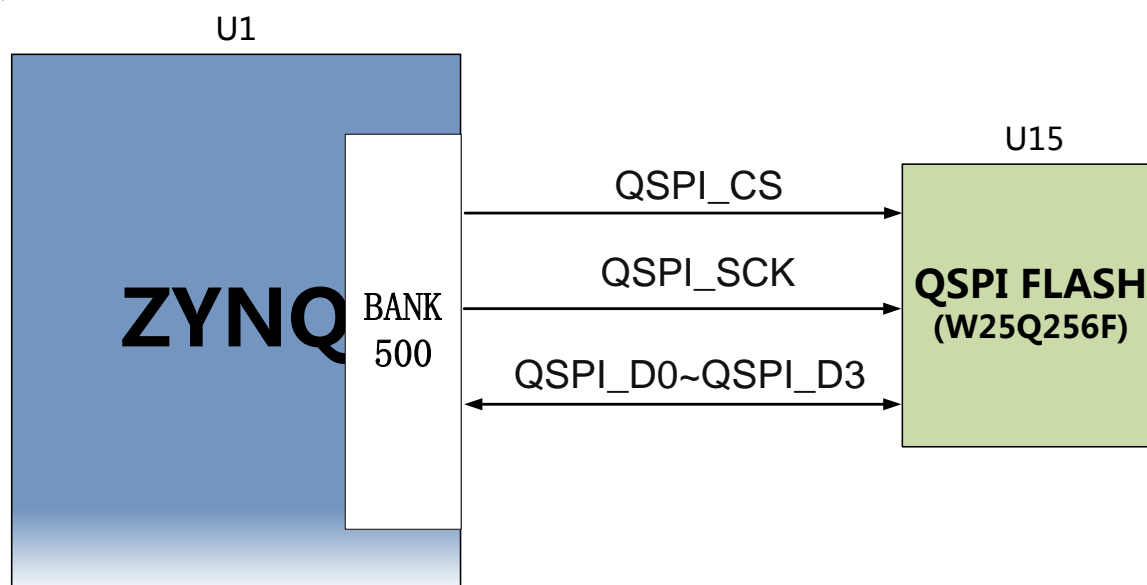 U1
U15
QSPI_CS
QSPI_SCK
ZYNQ
BANK
500
QSPI FLASH
(W25Q256F)
QSPI_D0~QSPI_D3